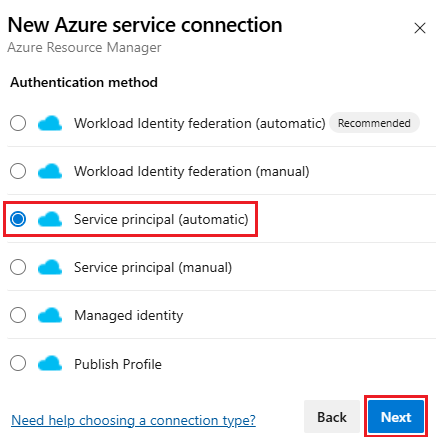 New Azure service connection
Azure Resource Manager
Authentication method
Workload Identity federation (automatic) Recommended
Workload Identity federation (manual)
Service principal (automatic)
Service principal (manual)
Managed identity
Publish Profile
Need help choosing a connection type? Back Next